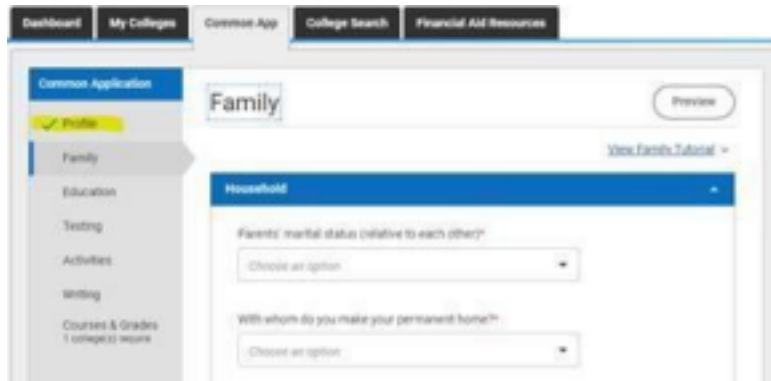 Dashboard My Colleges Common App College Search Financial Aid Resources
Common Application
Profile
Family
Education
Testing
Activities
Writing
Courses & Grades
1 college(s) require
Family
Preview
View Family Tutorial
Household
Parents' marital status (relative to each other)*
Choose an option
With whom do you make your permanent home?*
Choose an option